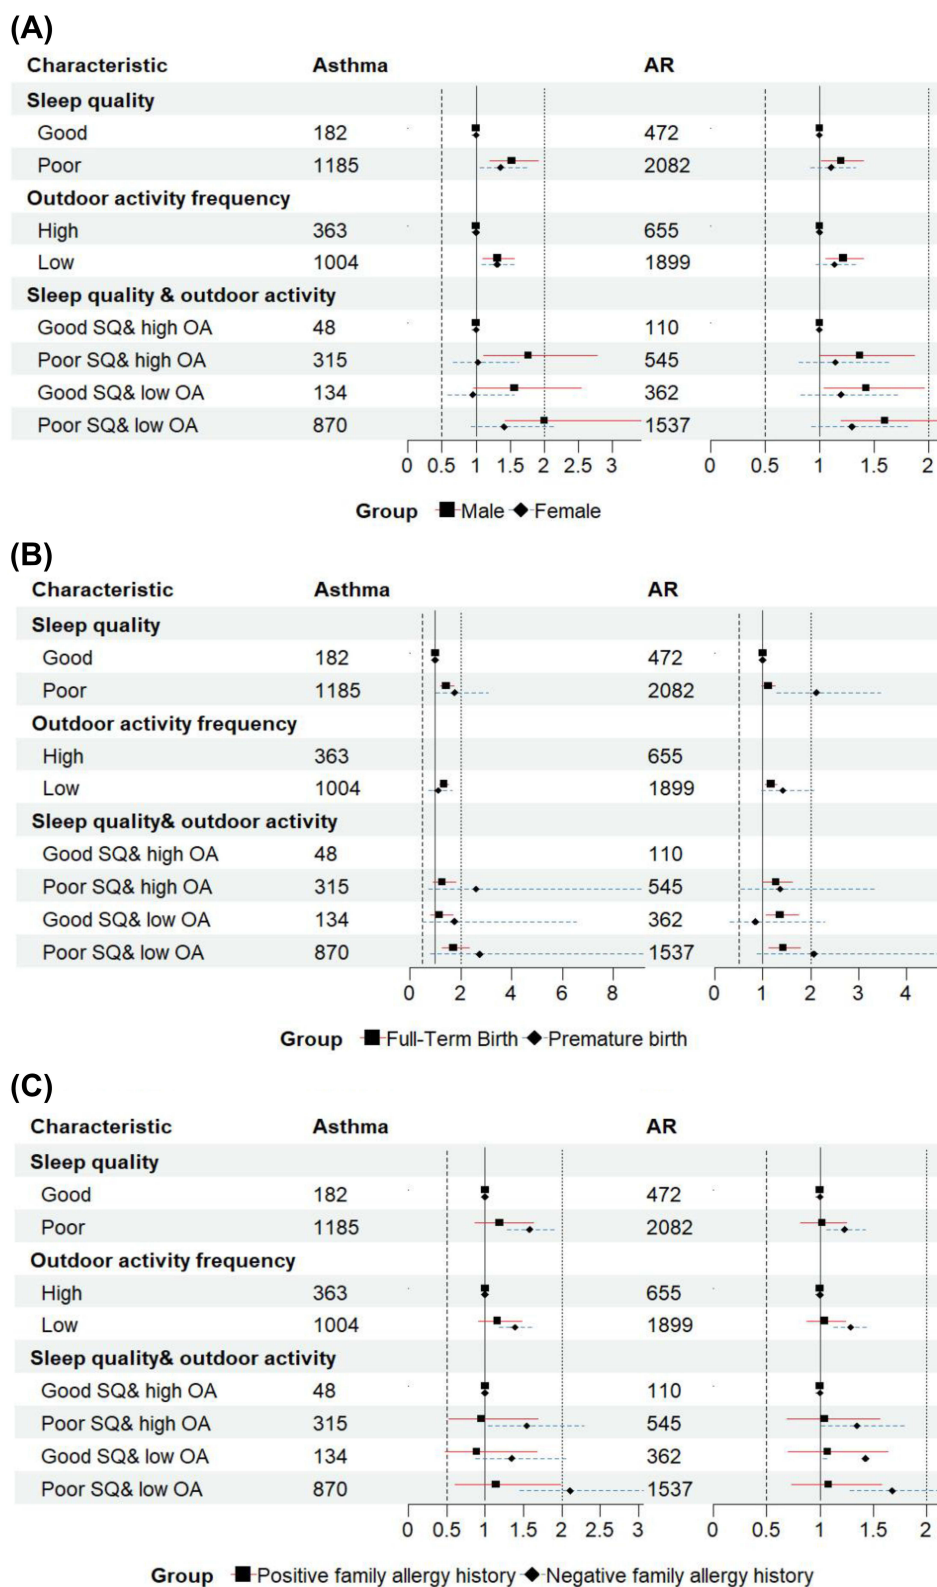 (A)
Characteristic Asthma AR
Sleep quality
Good 182 472
Poor 1185 2082
Outdoor activity frequency
High 363 655
Low 1004 1899
Sleep quality & outdoor activity
Good SQ& high OA 48 110
Poor SQ& high OA 315 545
Good SQ& low OA 134 362
Poor SQ& low OA 870 1537
0 0.5 1 1.5 2 2.5 3 0 0.5 1 1.5 2
Group Male Female
(B)
Characteristic Asthma AR
Sleep quality
Good 182 472
Poor 1185 2082
Outdoor activity frequency
High 363 655
Low 1004 1899
Sleep quality& outdoor activity
Good SQ& high OA 48 110
Poor SQ& high OA 315 545
Good SQ& low OA 134 362
Poor SQ& low OA 870 1537
0 2 4 6 8 0 1 2 3 4
Group Full-Term Birth Premature birth
(C)
Characteristic Asthma AR
Sleep quality
Good 182 472
Poor 1185 2082
Outdoor activity frequency
High 363 655
Low 1004 1899
Sleep quality& outdoor activity
Good SQ& high OA 48 110
Poor SQ& high OA 315 545
Good SQ& low OA 134 362
Poor SQ& low OA 870 1537
0 0.5 1 1.5 2 2.5 3 0 0.5 1 1.5 2
Group Positive family allergy history Negative family allergy history